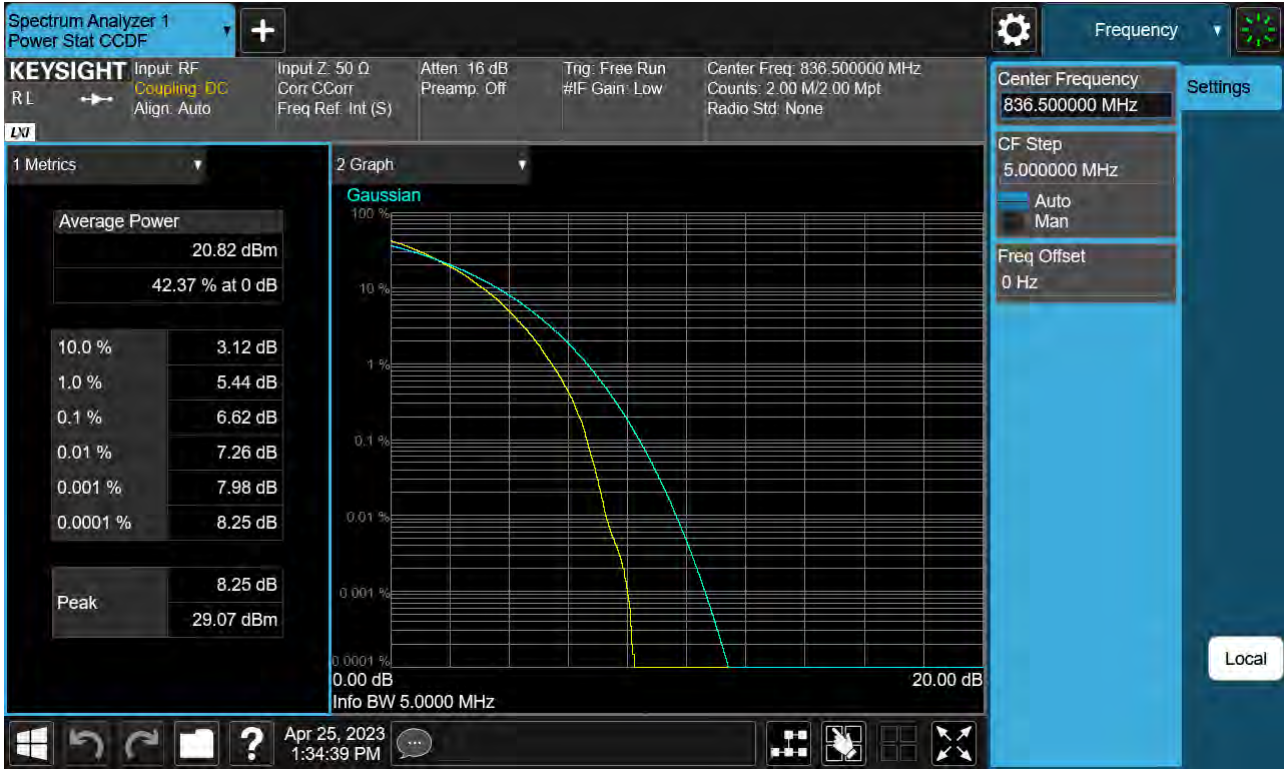 Spectrum Analyzer 1
Power Stat CCDF
Frequency
KEYSIGHT
RL
LXI
Input: RF
Coupling: DC
Align: Auto
Input Z: 50 Ω
Corr CCorr
Freq Ref: Int (S)
Atten: 16 dB
Preamp: Off
Trig: Free Run
#IF Gain: Low
Center Freq: 836.500000 MHz
Counts: 2.00 M/2.00 Mpt
Radio Std: None
Center Frequency
836.500000 MHz
Settings
CF Step
5.000000 MHz
Auto
Man
Freq Offset
0 Hz
1 Metrics
Average Power
20.82 dBm
42.37 % at 0 dB
10.0 % 3.12 dB
1.0 % 5.44 dB
0.1 % 6.62 dB
0.01 % 7.26 dB
0.001 % 7.98 dB
0.0001 % 8.25 dB
Peak
8.25 dB
29.07 dBm
2 Graph
Gaussian
100 %
10 %
1 %
0.1 %
0.01 %
0.001 %
0.0001 %
0.00 dB 20.00 dB
Info BW 5.0000 MHz
Local
?
Apr 25, 2023
1:34:39 PM